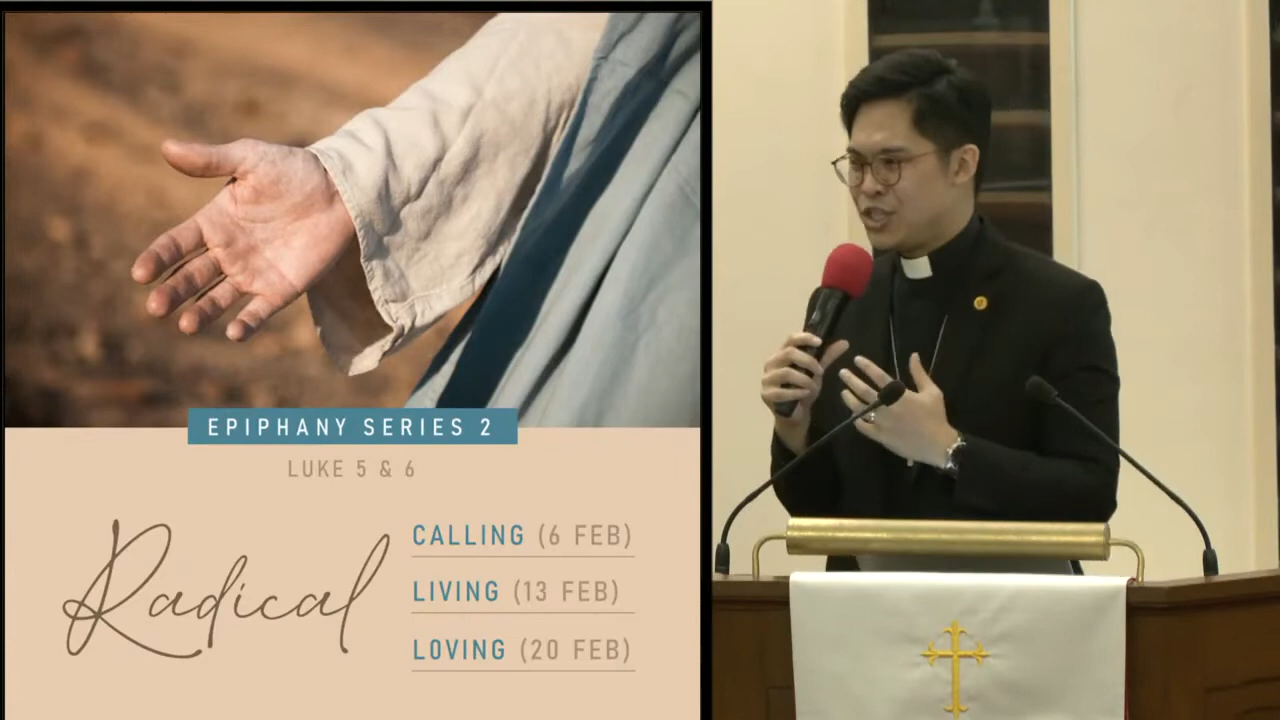 EPIPHANY SERIES 2
LUKE 5 & 6
Radical
CALLING (6 FEB)
LIVING (13 FEB)
LOVING (20 FEB)